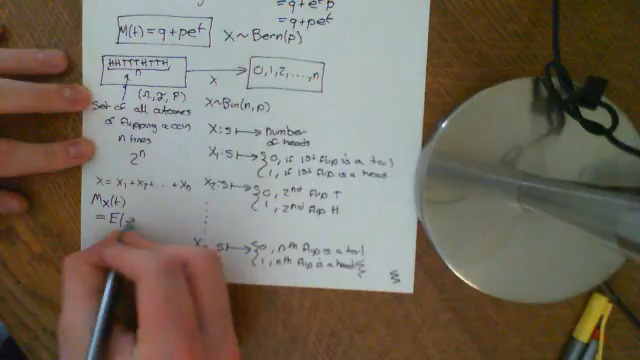 = q + e^t p
= q + pe^t
M(t) = q + pe^t
X ~ Bern(p)
HHTTTHTTH
n
X
0, 1, 2, ...., n
(Ω, F, P)
Set of all outcomes
of flipping a coin
n times
2^n
X ~ Bin(n, p)
X : s ↦ number
of heads
X₁ : s ↦ { 0, if 1st flip is a tail
1, if 1st flip is a head
X = X₁ + X₂ + ... + Xn
X₂ : s ↦ { 0, 2nd flip T
1, 2nd flip H
Mx(t)
= E(
s ↦ { 0, nth flip is a tail
1, nth flip is a head